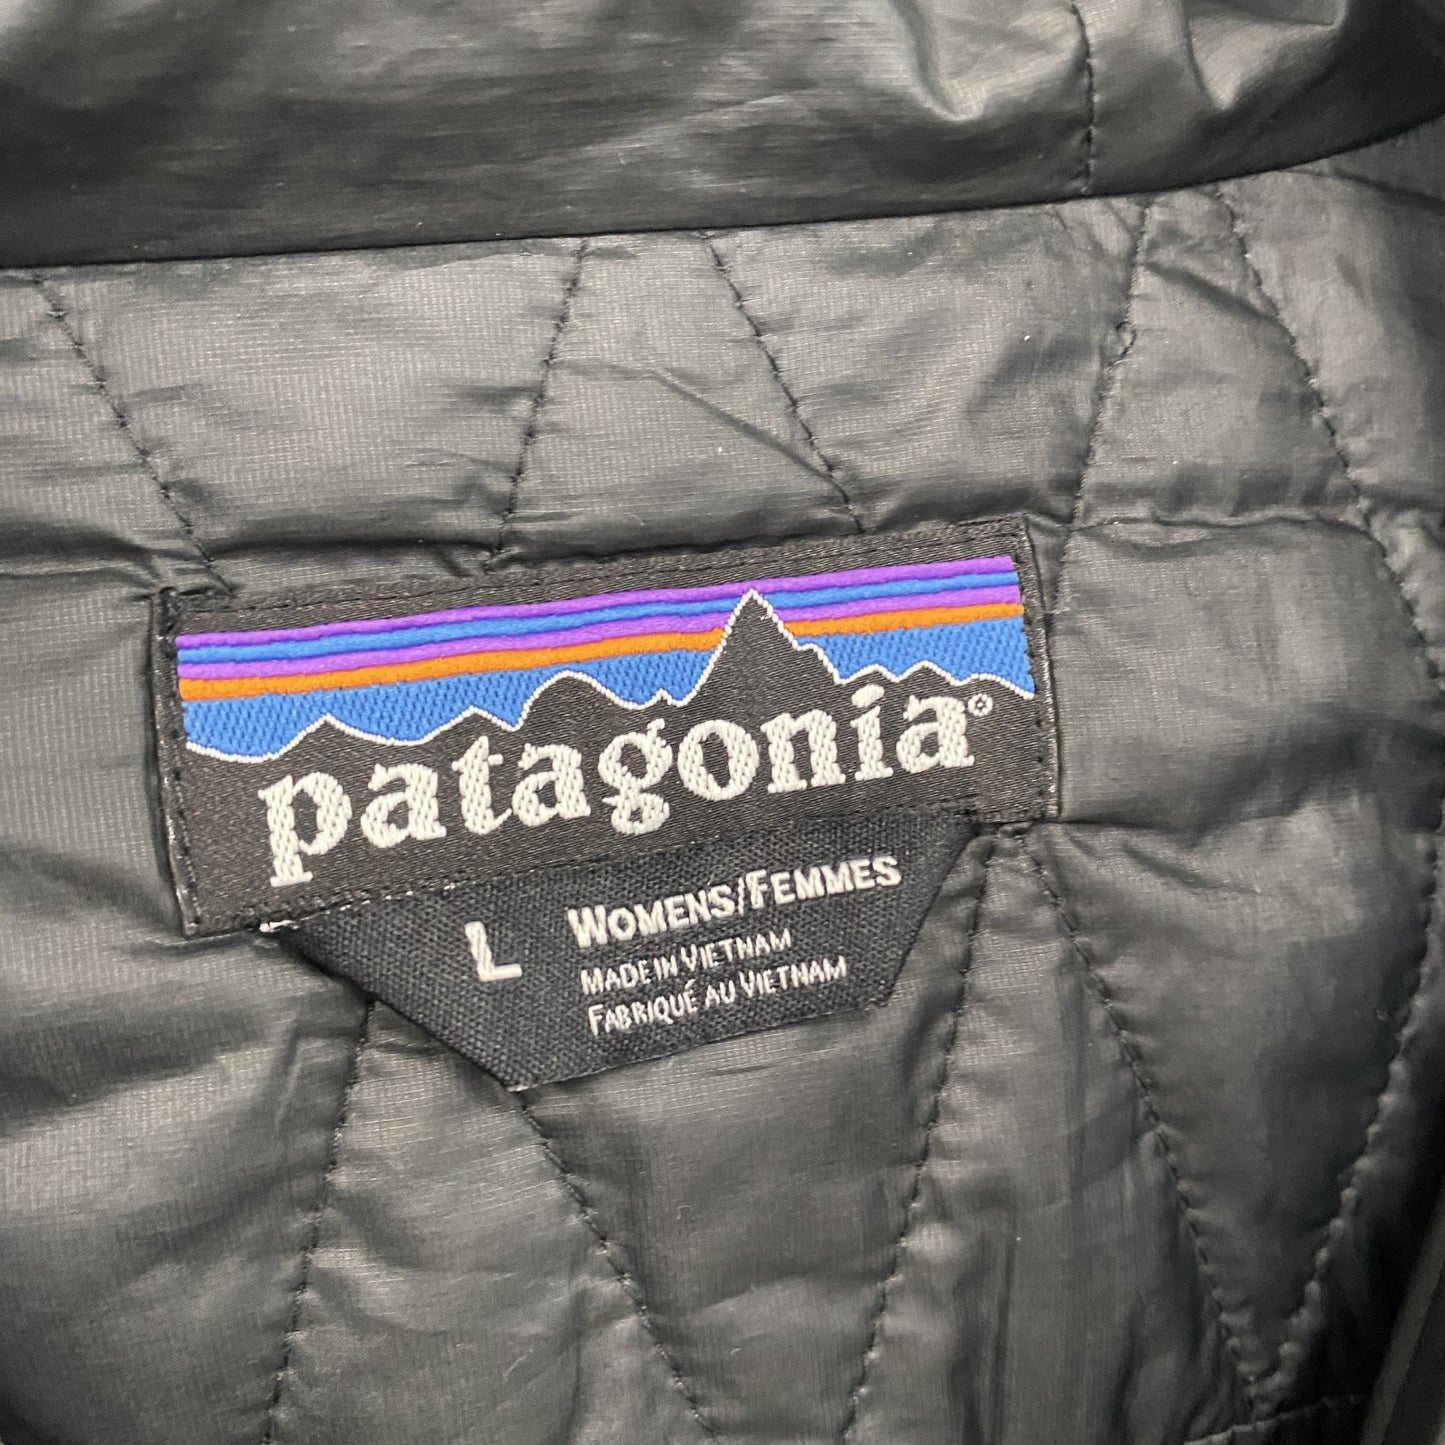 patagonia®
L
WOMENS/FEMMES
MADE IN VIETNAM
FABRIQUÉ AU VIETNAM